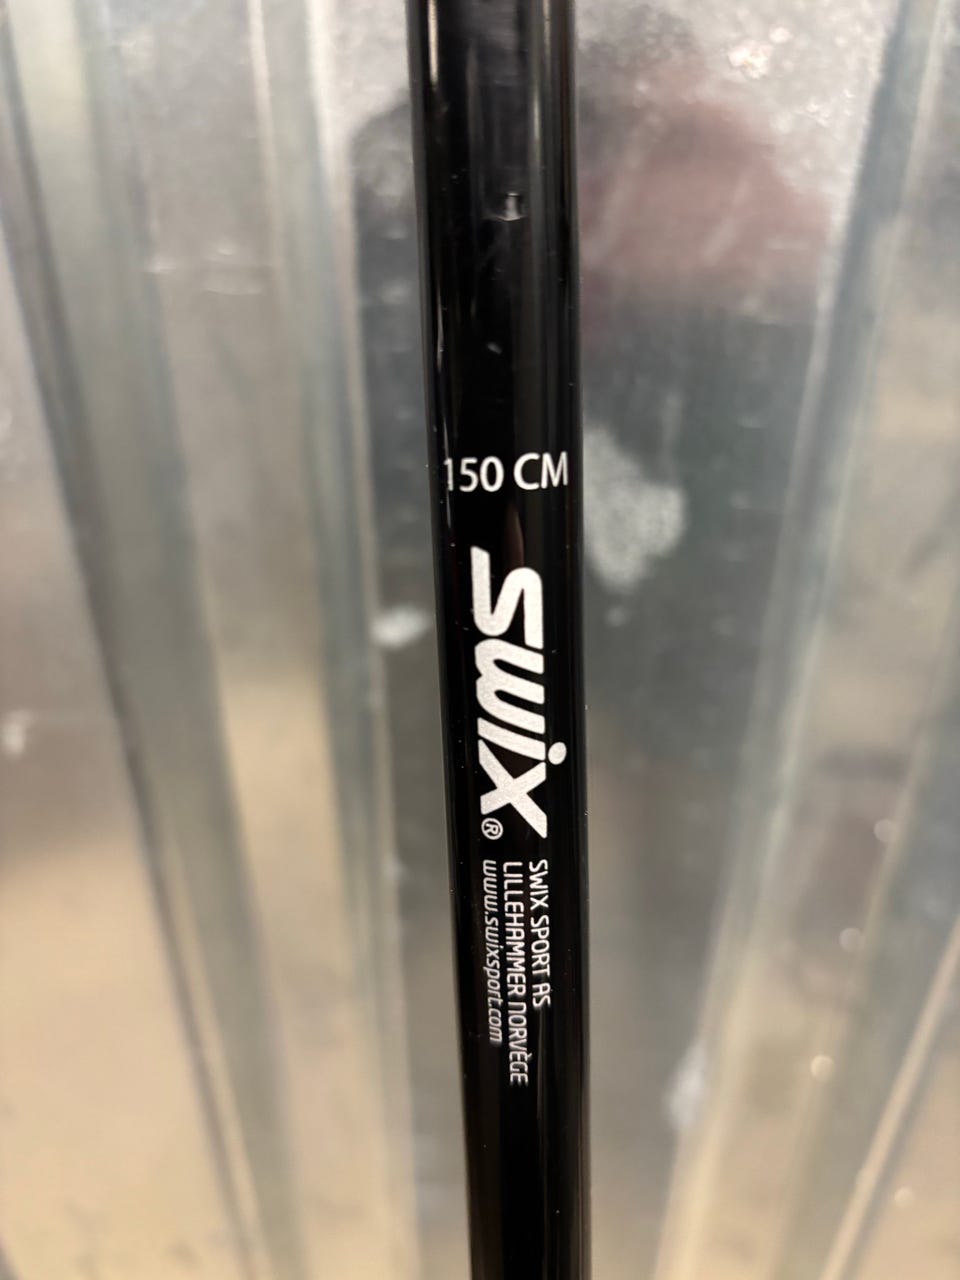 150 CM
swix®
SWIX SPORT AS
LILLEHAMMER NORVÈGE
www.swixsport.com